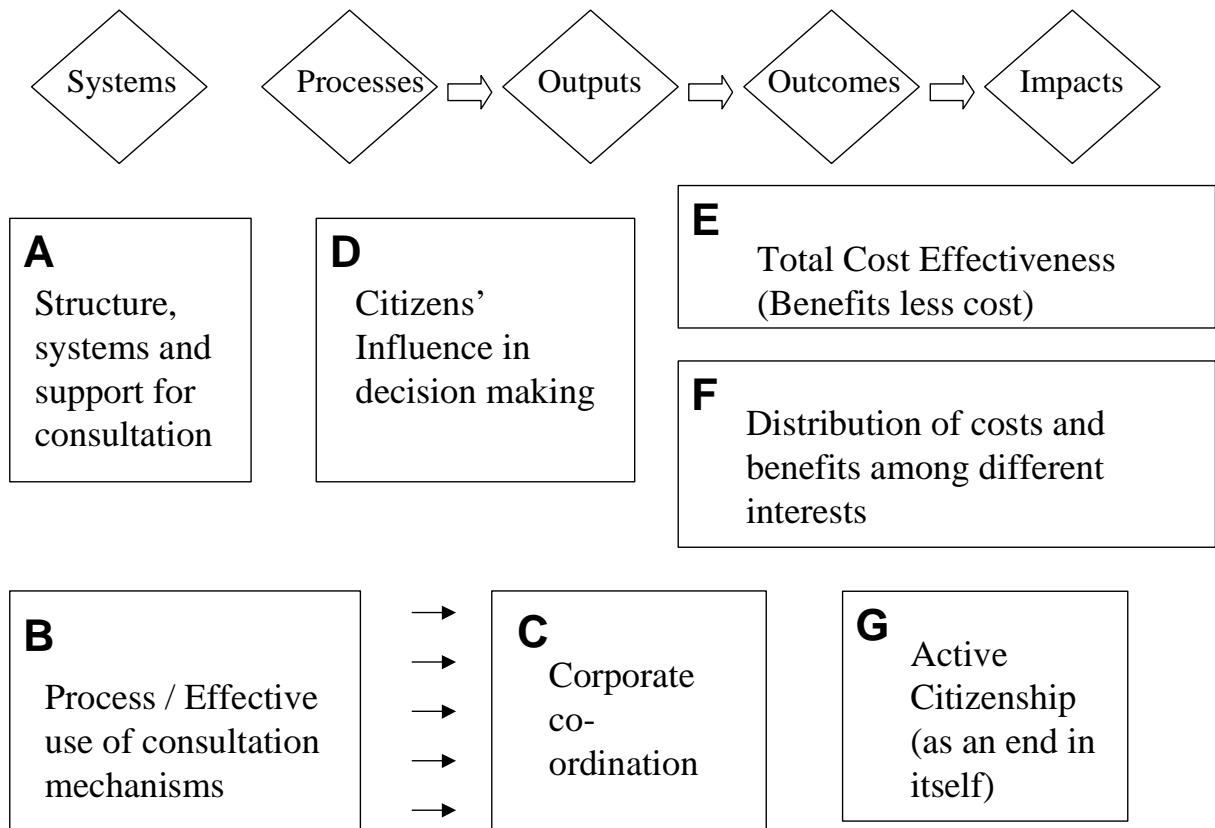 Systems
Processes
Outputs
Outcomes
Impacts
A
Structure,
systems and
support for
consultation
D
Citizens’
Influence in
decision making
E
Total Cost Effectiveness
(Benefits less cost)
F
Distribution of costs and
benefits among different
interests
B
Process / Effective
use of consultation
mechanisms
C
Corporate
co-
ordination
G
Active
Citizenship
(as an end in
itself)